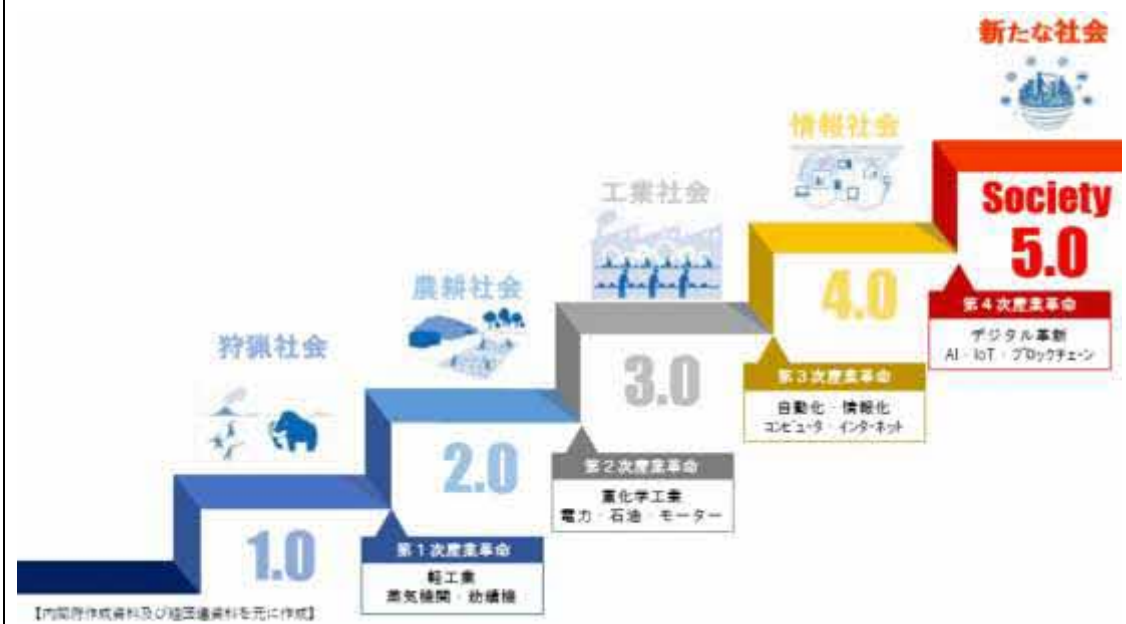 新たな社会
Society
5.0
第4次産業革命
デジタル革新
AI・IoT・ブロックチェーン
情報社会
4.0
第3次産業革命
自動化・情報化
コンピュータ・インターネット
工業社会
3.0
第2次産業革命
重化学工業
電力・石油・モーター
農耕社会
2.0
第1次産業革命
軽工業
蒸気機関・紡績機
狩猟社会
1.0
【内閣府作成資料及び経団連資料を元に作成】